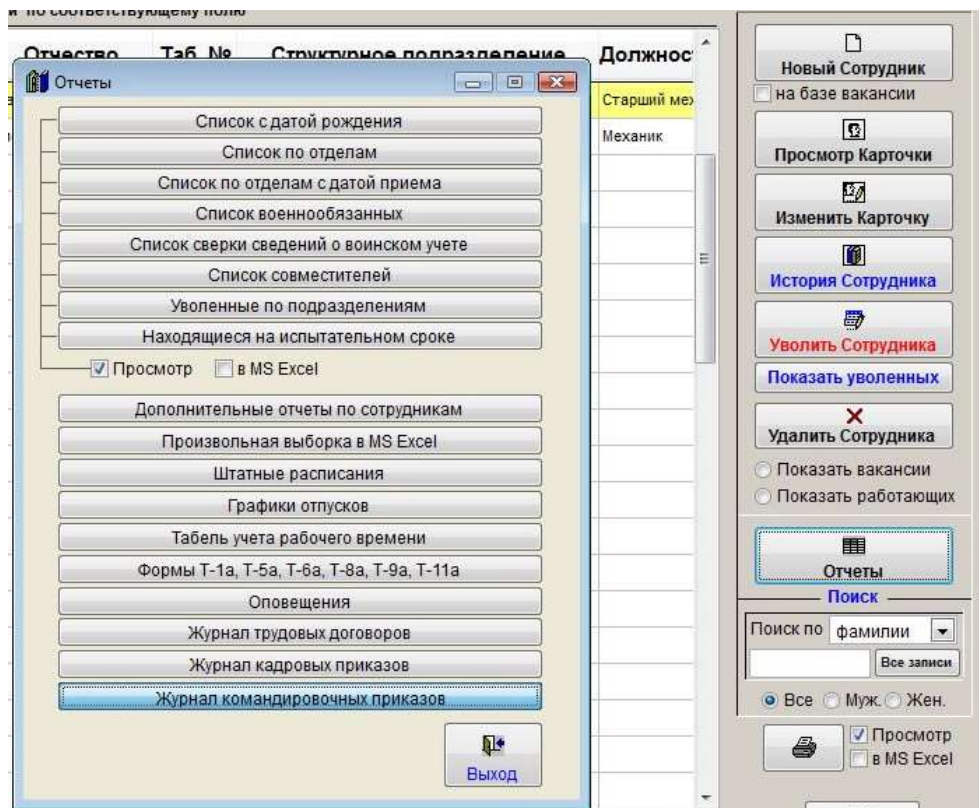 по соответствующему полю
Отчество Таб. № Структурное подразделение Должнос
Отчеты
Список с датой рождения
Список по отделам
Список по отделам с датой приема
Список военнообязанных
Список сверки сведений о воинском учете
Список совместителей
Уволенные по подразделениям
Находящиеся на испытательном сроке
Просмотр в MS Excel
Дополнительные отчеты по сотрудникам
Произвольная выборка в MS Excel
Штатные расписания
Графики отпусков
Табель учета рабочего времени
Формы Т-1а, Т-5а, Т-6а, Т-8а, Т-9а, Т-11а
Оповещения
Журнал трудовых договоров
Журнал кадровых приказов
Журнал командировочных приказов
Выход
Старший мех
Механик
Новый Сотрудник
на базе вакансии
Просмотр Карточки
Изменить Карточку
История Сотрудника
Уволить Сотрудника
Показать уволенных
Удалить Сотрудника
Показать вакансии
Показать работающих
Отчеты
Поиск
Поиск по фамилии
Все записи
Все Муж. Жен.
Просмотр
в MS Excel